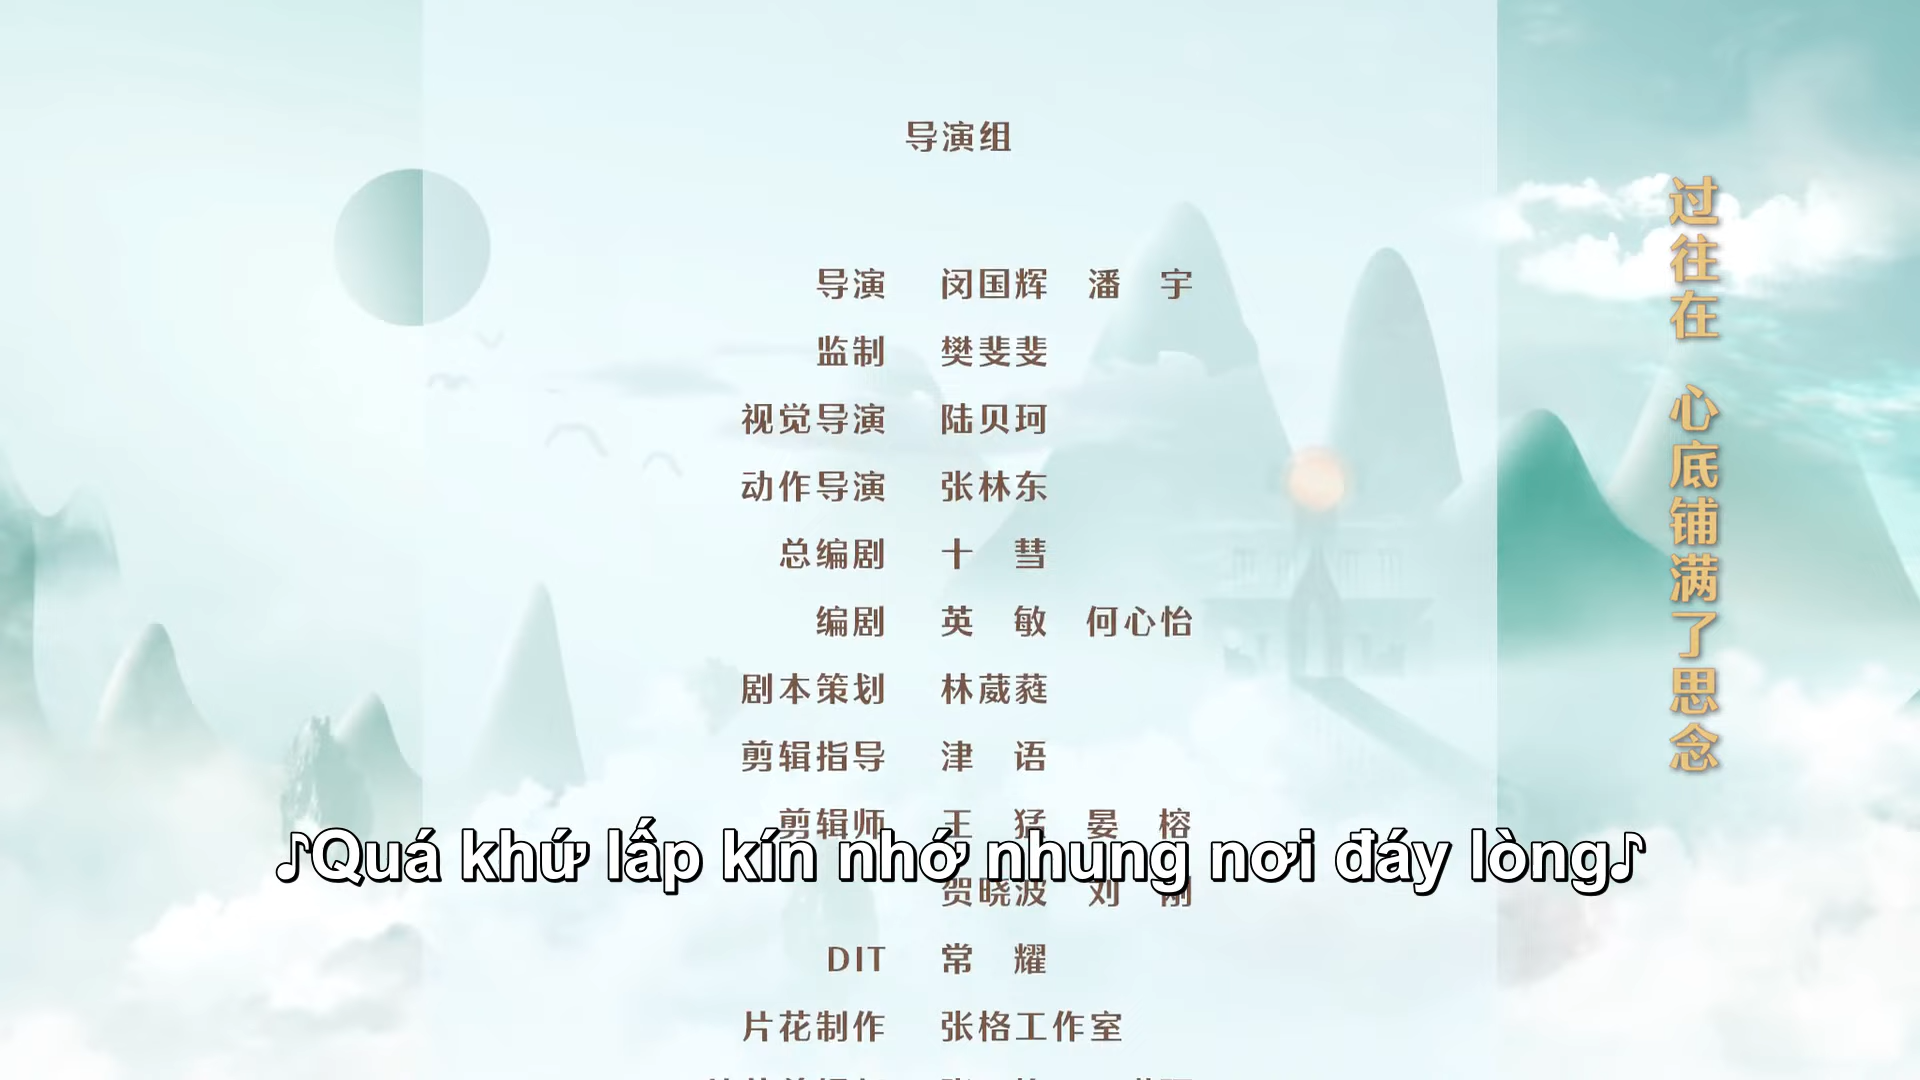 导演组
导演 闵国辉 潘 宇
监制 樊斐斐
视觉导演 陆贝珂
动作导演 张林东
总编剧 十 彗
编剧 英 敏 何心怡
剧本策划 林葳蕤
剪辑指导 津 语
剪辑师 王 猛 晏 榕
♪Quá khứ lấp kín nhớ nhung nơi đáy lòng♪
贺晓波 刘 刚
DIT 常 耀
片花制作 张格工作室
过往在 心底铺满了思念